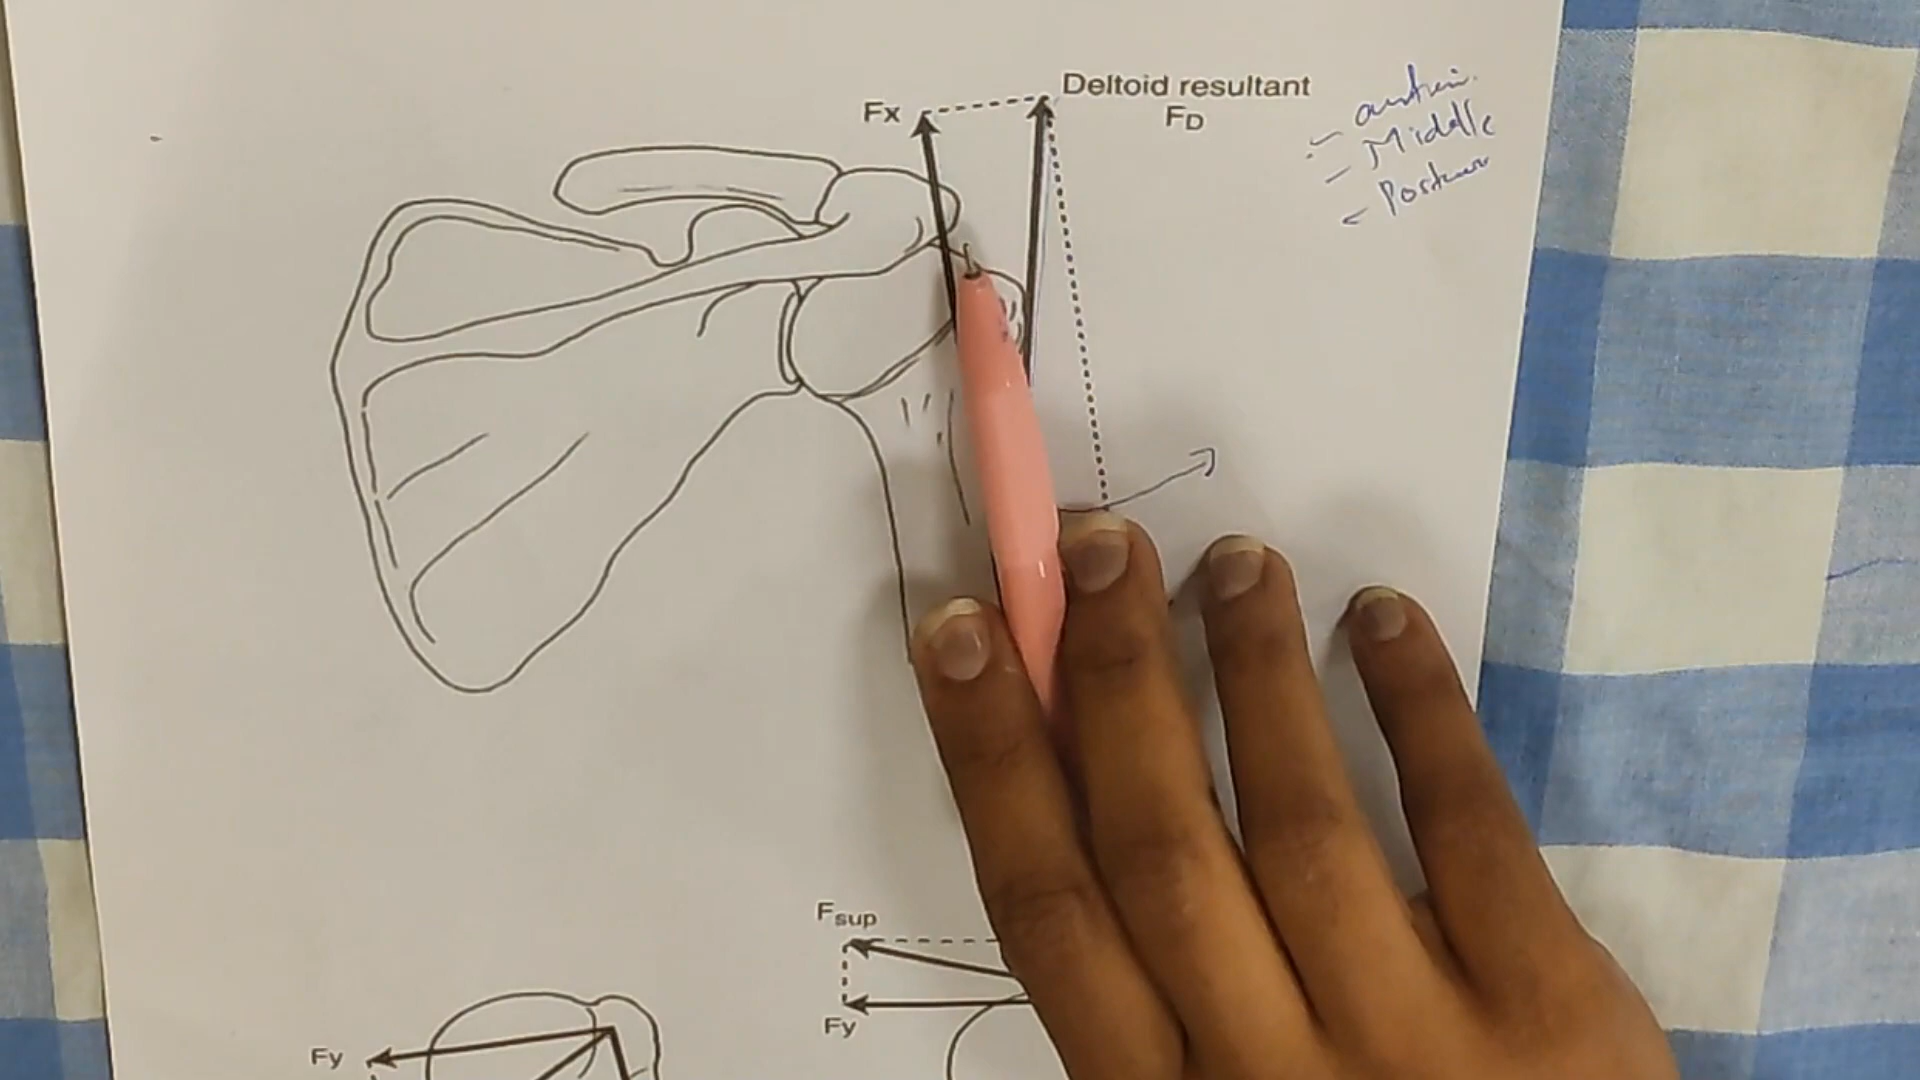 Deltoid resultant
FD
Fx
- Middle
Fsup
Fy
Fy